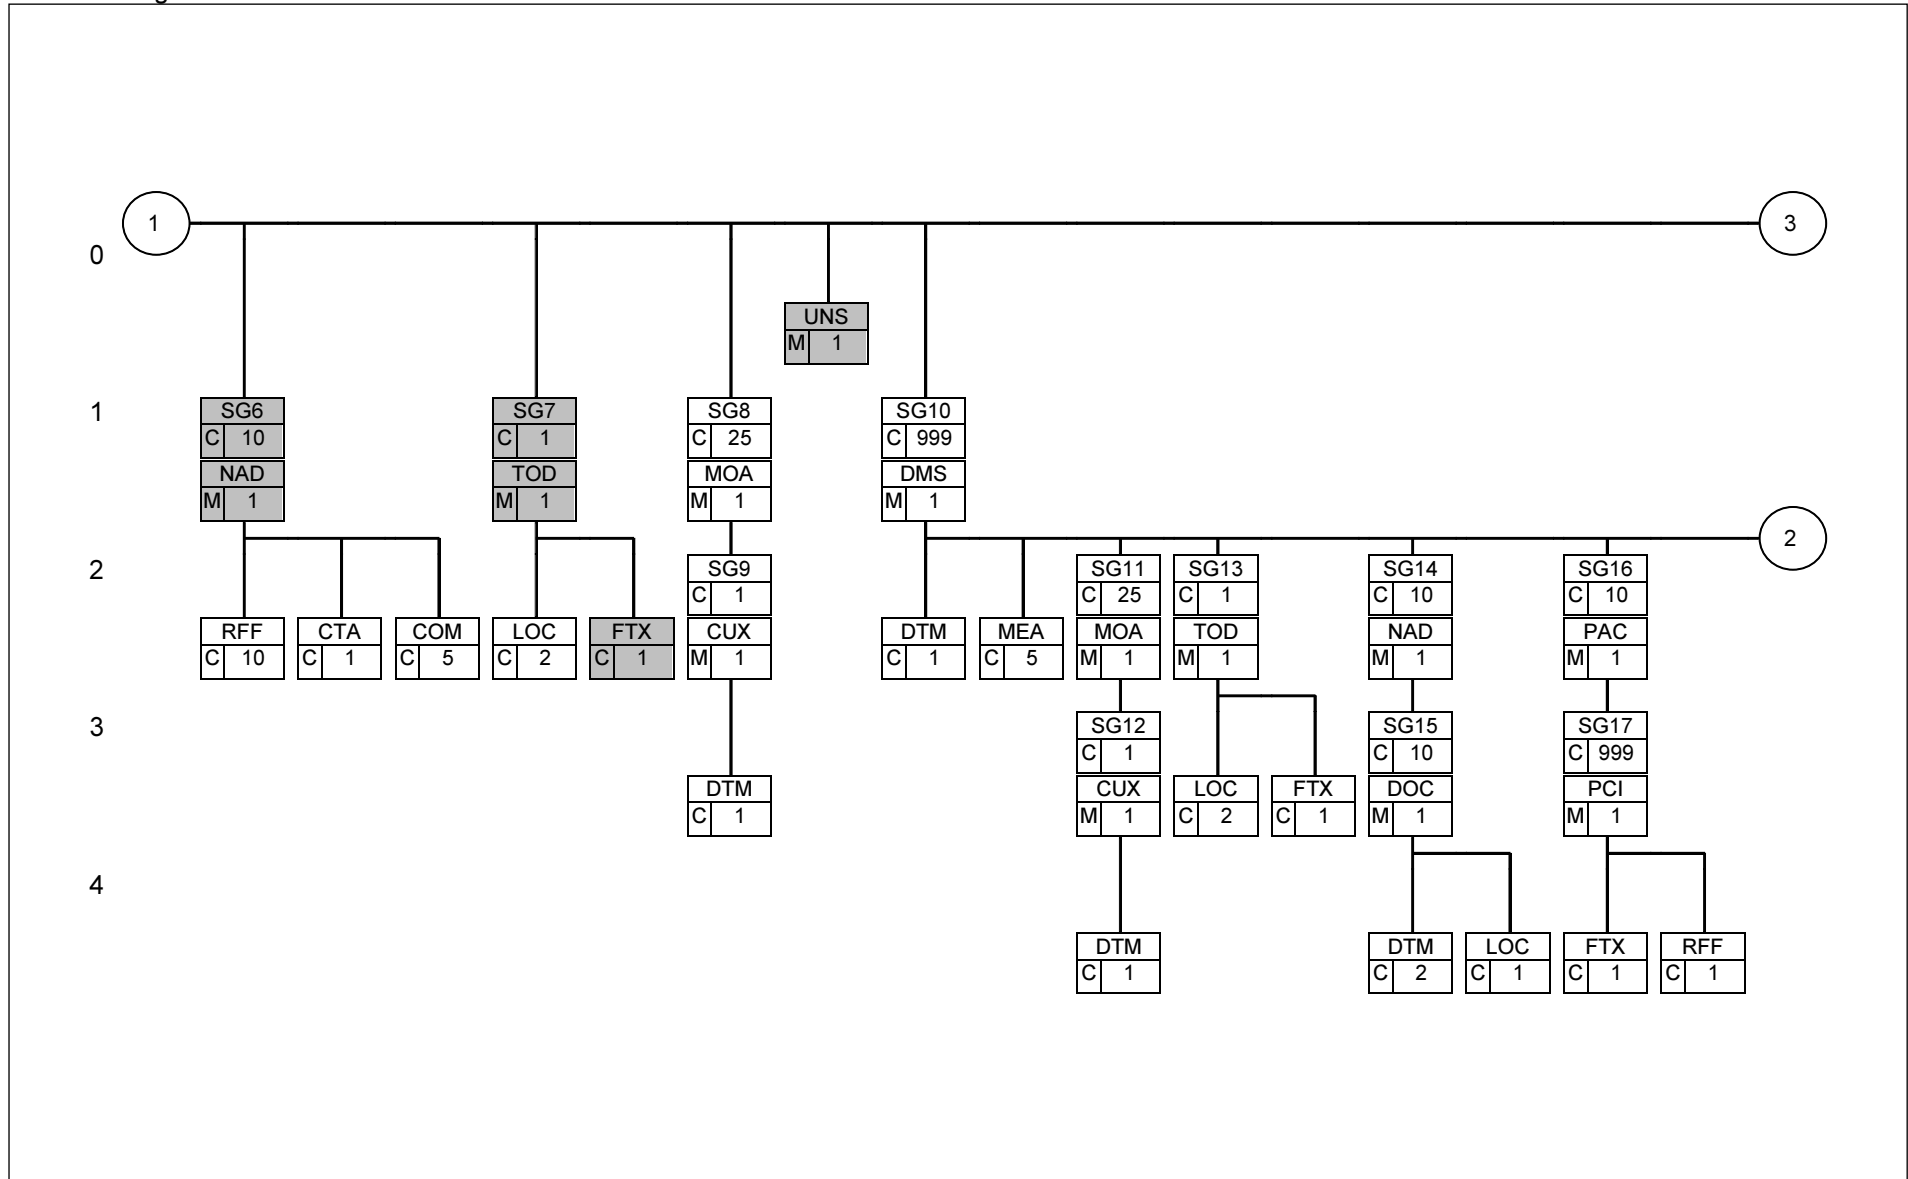 1 3
0
UNS
M 1
1 SG6 SG7 SG8 SG10
C 10 C 1 C 25 C 999
NAD TOD MOA DMS
M 1 M 1 M 1 M 1
2
2 SG9 SG11 SG13 SG14 SG16
C 1 C 25 C 1 C 10 C 10
RFF CTA COM LOC FTX CUX DTM MEA MOA TOD NAD PAC
C 10 C 1 C 5 C 2 C 1 M 1 C 1 C 5 M 1 M 1 M 1 M 1
3 SG12 SG15 SG17
C 1 C 10 C 999
DTM CUX LOC FTX DOC PCI
C 1 M 1 C 2 C 1 M 1 M 1
4
DTM DTM LOC FTX RFF
C 1 C 2 C 1 C 1 C 1